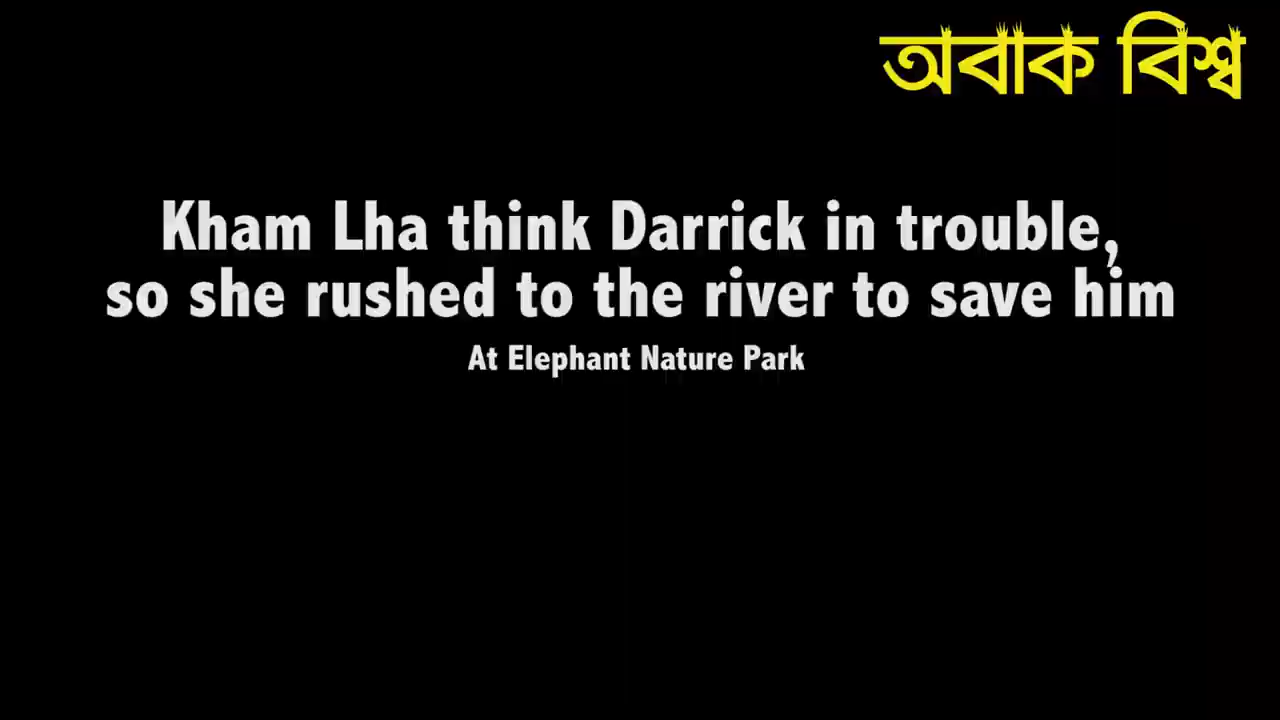 অবাক বিশ্ব
Kham Lha think Darrick in trouble,
so she rushed to the river to save him
At Elephant Nature Park